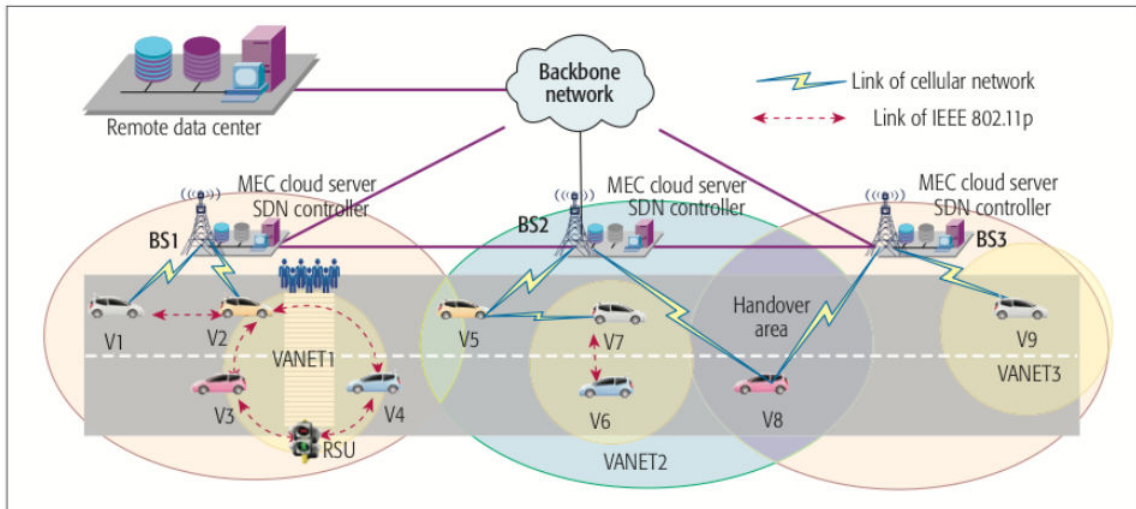 Backbone
network
Link of cellular network
Link of IEEE 802.11p
Remote data center
MEC cloud server
SDN controller
BS1
MEC cloud server
SDN controller
BS2
MEC cloud server
SDN controller
BS3
Handover
area
V1
V2
VANET1
V3
V4
RSU
V5
V7
V6
VANET2
V8
V9
VANET3